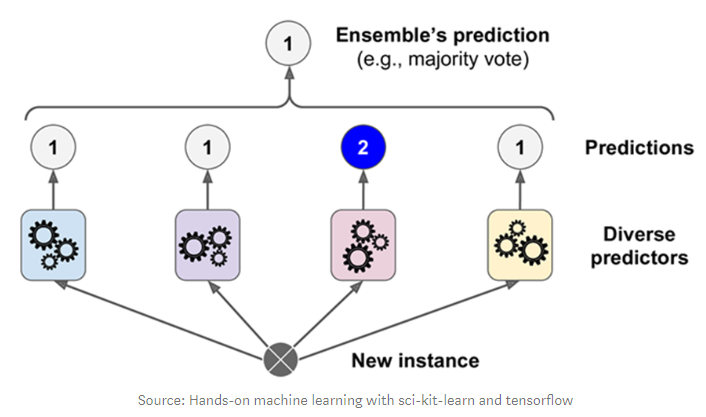 1
Ensemble's prediction
(e.g., majority vote)
1 1 2 1 Predictions
Diverse
predictors
New instance
Source: Hands-on machine learning with sci-kit-learn and tensorflow